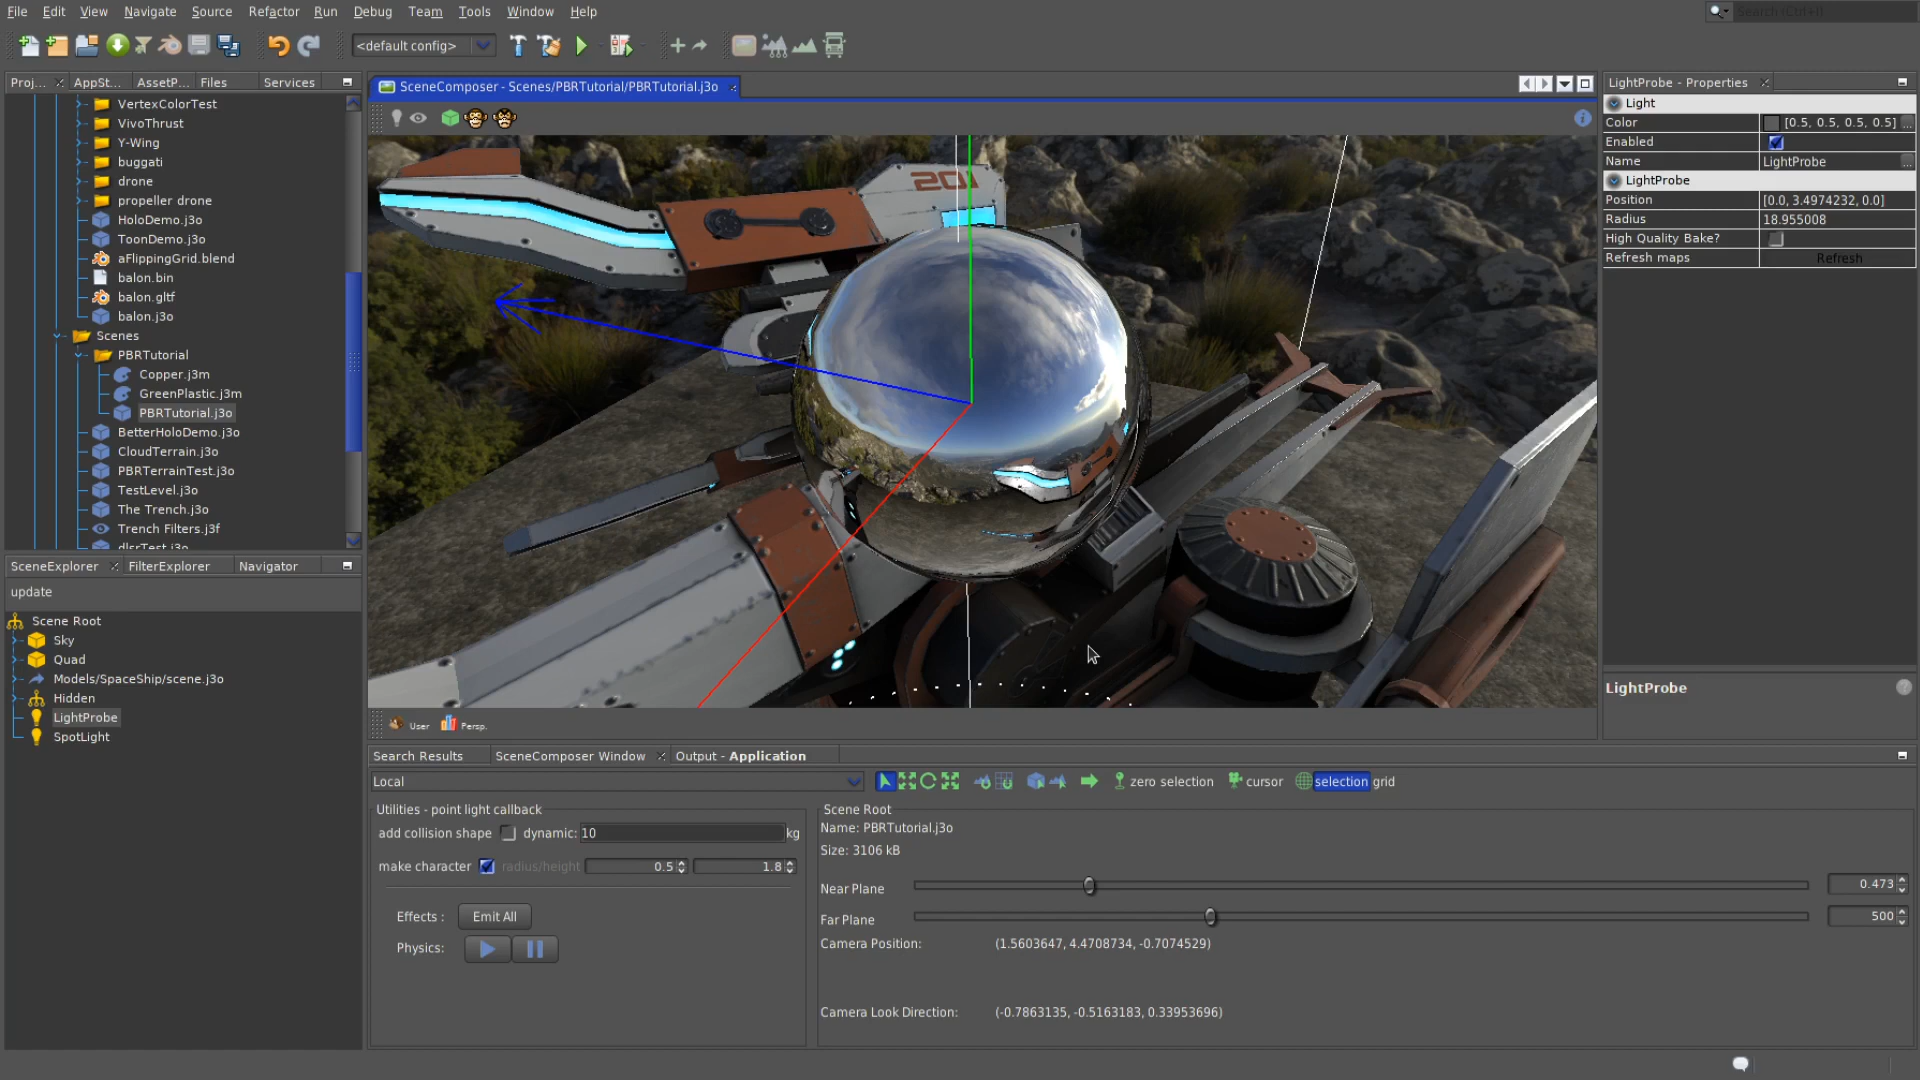 File Edit View Navigate Source Refactor Run Debug Team Tools Window Help
Search (Ctrl+I)
<default config>
Proj... AppSt... AssetP... Files Services
VertexColorTest
VivoThrust
Y-Wing
buggati
drone
propeller drone
HoloDemo.j3o
ToonDemo.j3o
aFlippingGrid.blend
balon.bin
balon.gltf
balon.j3o
Scenes
PBRTutorial
Copper.j3m
GreenPlastic.j3m
PBRTutorial.j3o
BetterHoloDemo.j3o
CloudTerrain.j3o
PBRTerrainTest.j3o
TestLevel.j3o
The Trench.j3o
Trench Filters.j3f
dlsrTest.j3o
SceneExplorer FilterExplorer Navigator
update
Scene Root
Sky
Quad
Models/SpaceShip/scene.j3o
Hidden
LightProbe
SpotLight
SceneComposer - Scenes/PBRTutorial/PBRTutorial.j3o
201
User Persp.
LightProbe - Properties
Light
Color [0.5, 0.5, 0.5, 0.5] ...
Enabled
Name LightProbe ...
LightProbe
Position [0.0, 3.4974232, 0.0]
Radius 18.955008
High Quality Bake?
Refresh maps Refresh
LightProbe
Search Results SceneComposer Window Output - Application
Local
zero selection cursor selection grid
Utilities - point light callback
add collision shape dynamic: 10 kg
make character radius/height 0.5 1.8
Effects : Emit All
Physics:
Scene Root
Name: PBRTutorial.j3o
Size: 3106 kB
Near Plane 0.473
Far Plane 500
Camera Position: (1.5603647, 4.4708734, -0.7074529)
Camera Look Direction: (-0.7863135, -0.5163183, 0.33953696)